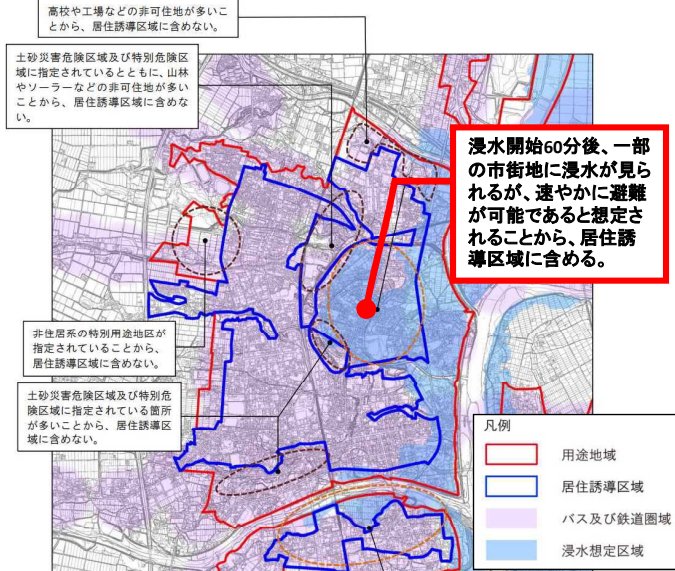 高校や工場などの非可住地が多いこ
とから、居住誘導区域に含めない。
土砂災害危険区域及び特別危険区
域に指定されているとともに、山林
やソーラーなどの非可住地が多い
ことから、居住誘導区域に含めな
い。
浸水開始60分後、一部
の市街地に浸水が見ら
れるが、速やかに避難
が可能であると想定さ
れることから、居住誘
導区域に含める。
非住居系の特別用途地区が
指定されていることから、
居住誘導区域に含めない。
土砂災害危険区域及び特別危
険区域に指定されている箇所
が多いことから、居住誘導区
域に含めない。
凡例
用途地域
居住誘導区域
バス及び鉄道圏域
浸水想定区域